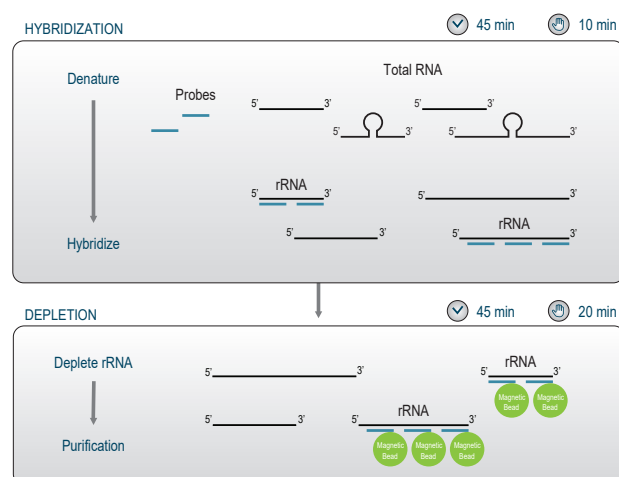 HYBRIDIZATION 45 min 10 min
Denature
Total RNA
Probes
5’ 3’ 5’ 3’
5’ 3’ 5’ 3’
rRNA
5’ 3’ 5’ 3’
rRNA
5’ 3’ 5’ 3’
Hybridize
DEPLETION 45 min 20 min
Deplete rRNA
rRNA
5’ 3’ 5’ 3’
Magnetic Magnetic
Bead Bead
rRNA
5’ 3’ 5’ 3’
Purification
Magnetic Magnetic Magnetic
Bead Bead Bead